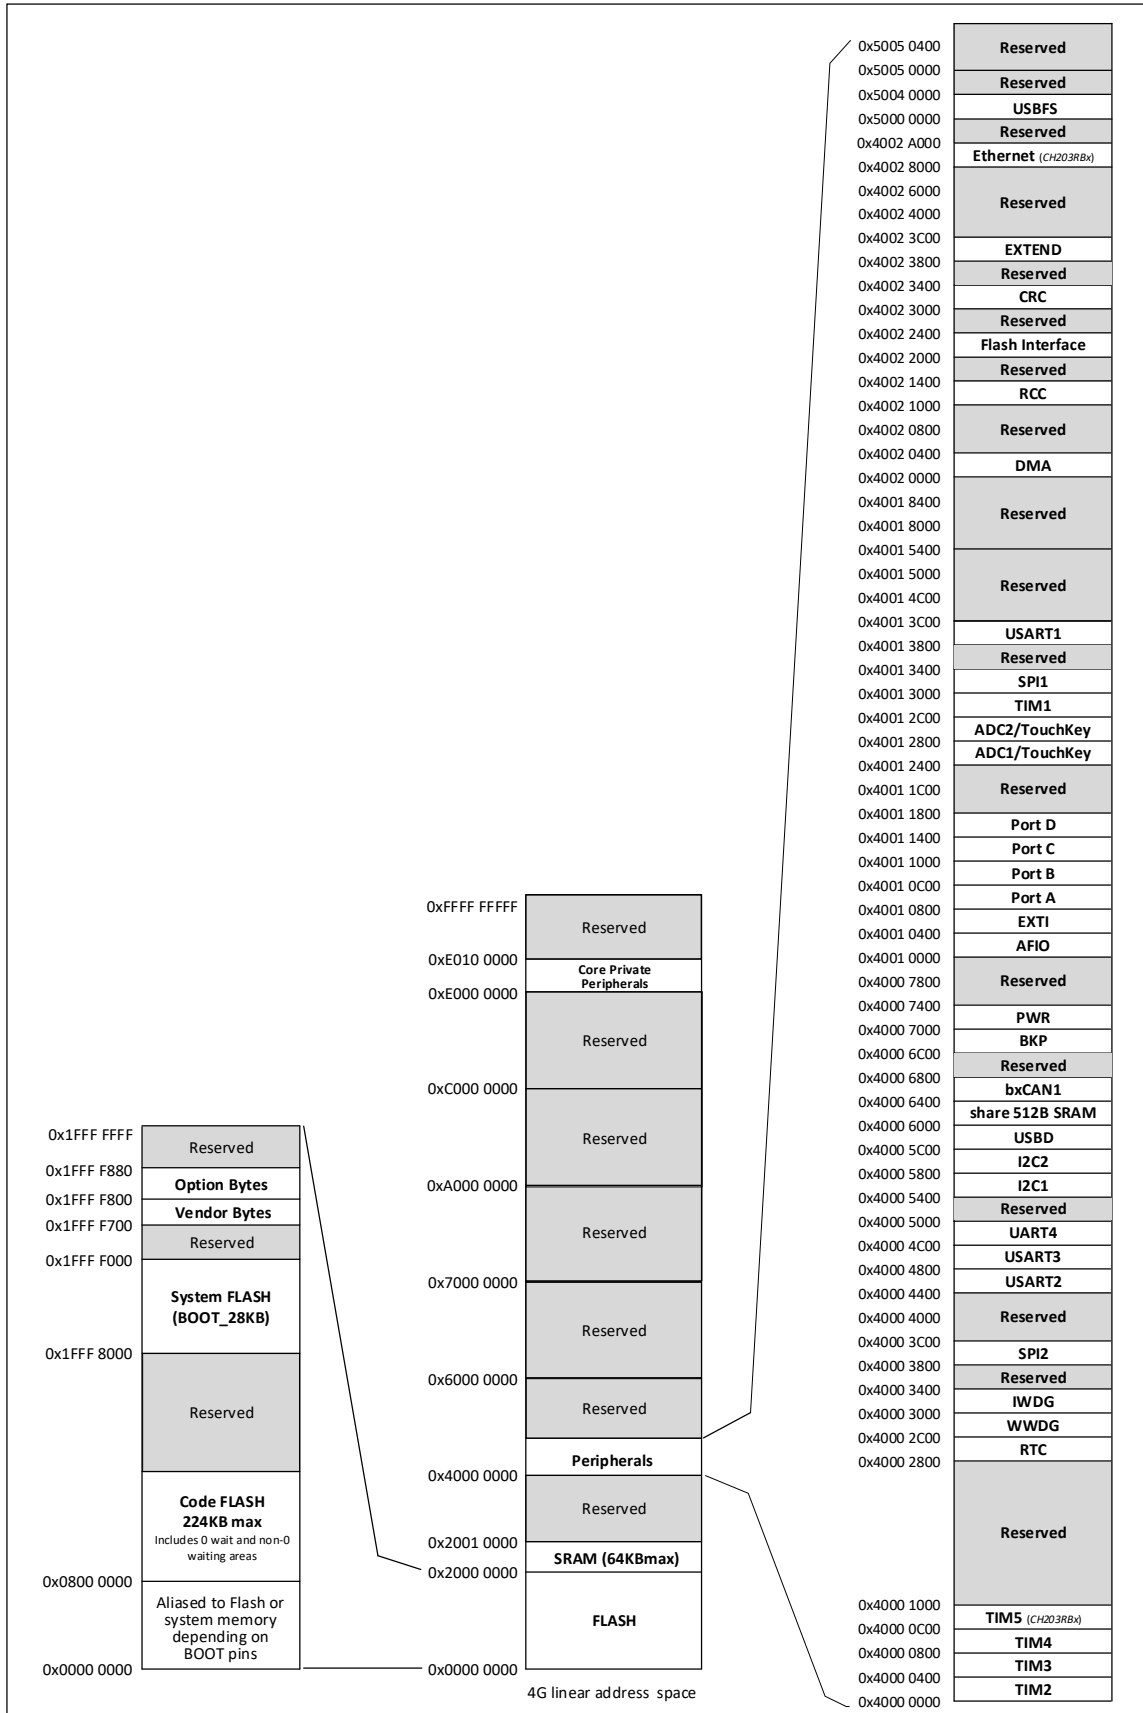 0x5005 0400
Reserved
0x5005 0000
Reserved
0x5004 0000
USBFS
0x5000 0000
Reserved
0x4002 A000
Ethernet (CH203RBx)
0x4002 8000
0x4002 6000
Reserved
0x4002 4000
0x4002 3C00
EXTEND
0x4002 3800
Reserved
0x4002 3400
CRC
0x4002 3000
Reserved
0x4002 2400
Flash Interface
0x4002 2000
Reserved
0x4002 1400
RCC
0x4002 1000
0x4002 0800
Reserved
0x4002 0400
DMA
0x4002 0000
0x4001 8400
Reserved
0x4001 8000
0x4001 5400
0x4001 5000
Reserved
0x4001 4C00
0x4001 3C00
USART1
0x4001 3800
Reserved
0x4001 3400
SPI1
0x4001 3000
TIM1
0x4001 2C00
ADC2/TouchKey
0x4001 2800
ADC1/TouchKey
0x4001 2400
0x4001 1C00
Reserved
0x4001 1800
Port D
0x4001 1400
Port C
0x4001 1000
Port B
0x4001 0C00
Port A
0x4001 0800
EXTI
0x4001 0400
AFIO
0x4001 0000
0x4000 7800
Reserved
0x4000 7400
PWR
0x4000 7000
BKP
0x4000 6C00
Reserved
0x4000 6800
bxCAN1
0x4000 6400
share 512B SRAM
0x4000 6000
USBD
0x4000 5C00
I2C2
0x4000 5800
I2C1
0x4000 5400
Reserved
0x4000 5000
UART4
0x4000 4C00
USART3
0x4000 4800
USART2
0x4000 4400
0x4000 4000
Reserved
0x4000 3C00
SPI2
0x4000 3800
Reserved
0x4000 3400
IWDG
0x4000 3000
WWDG
0x4000 2C00
RTC
0x4000 2800
Reserved
0x4000 1000
TIM5 (CH203RBx)
0x4000 0C00
TIM4
0x4000 0800
TIM3
0x4000 0400
TIM2
0x4000 0000
0xFFFF FFFFF
Reserved
0xE010 0000
Core Private
Peripherals
0xE000 0000
Reserved
0xC000 0000
Reserved
0xA000 0000
Reserved
0x7000 0000
Reserved
0x6000 0000
Reserved
Peripherals
0x4000 0000
Reserved
0x2001 0000
SRAM (64KBmax)
0x2000 0000
FLASH
0x0000 0000
4G linear address space
0x1FFF FFFF
Reserved
0x1FFF F880
Option Bytes
0x1FFF F800
Vendor Bytes
0x1FFF F700
Reserved
0x1FFF F000
System FLASH
(BOOT_28KB)
0x1FFF 8000
Reserved
Code FLASH
224KB max
Includes 0 wait and non-0
waiting areas
0x0800 0000
Aliased to Flash or
system memory
depending on
BOOT pins
0x0000 0000